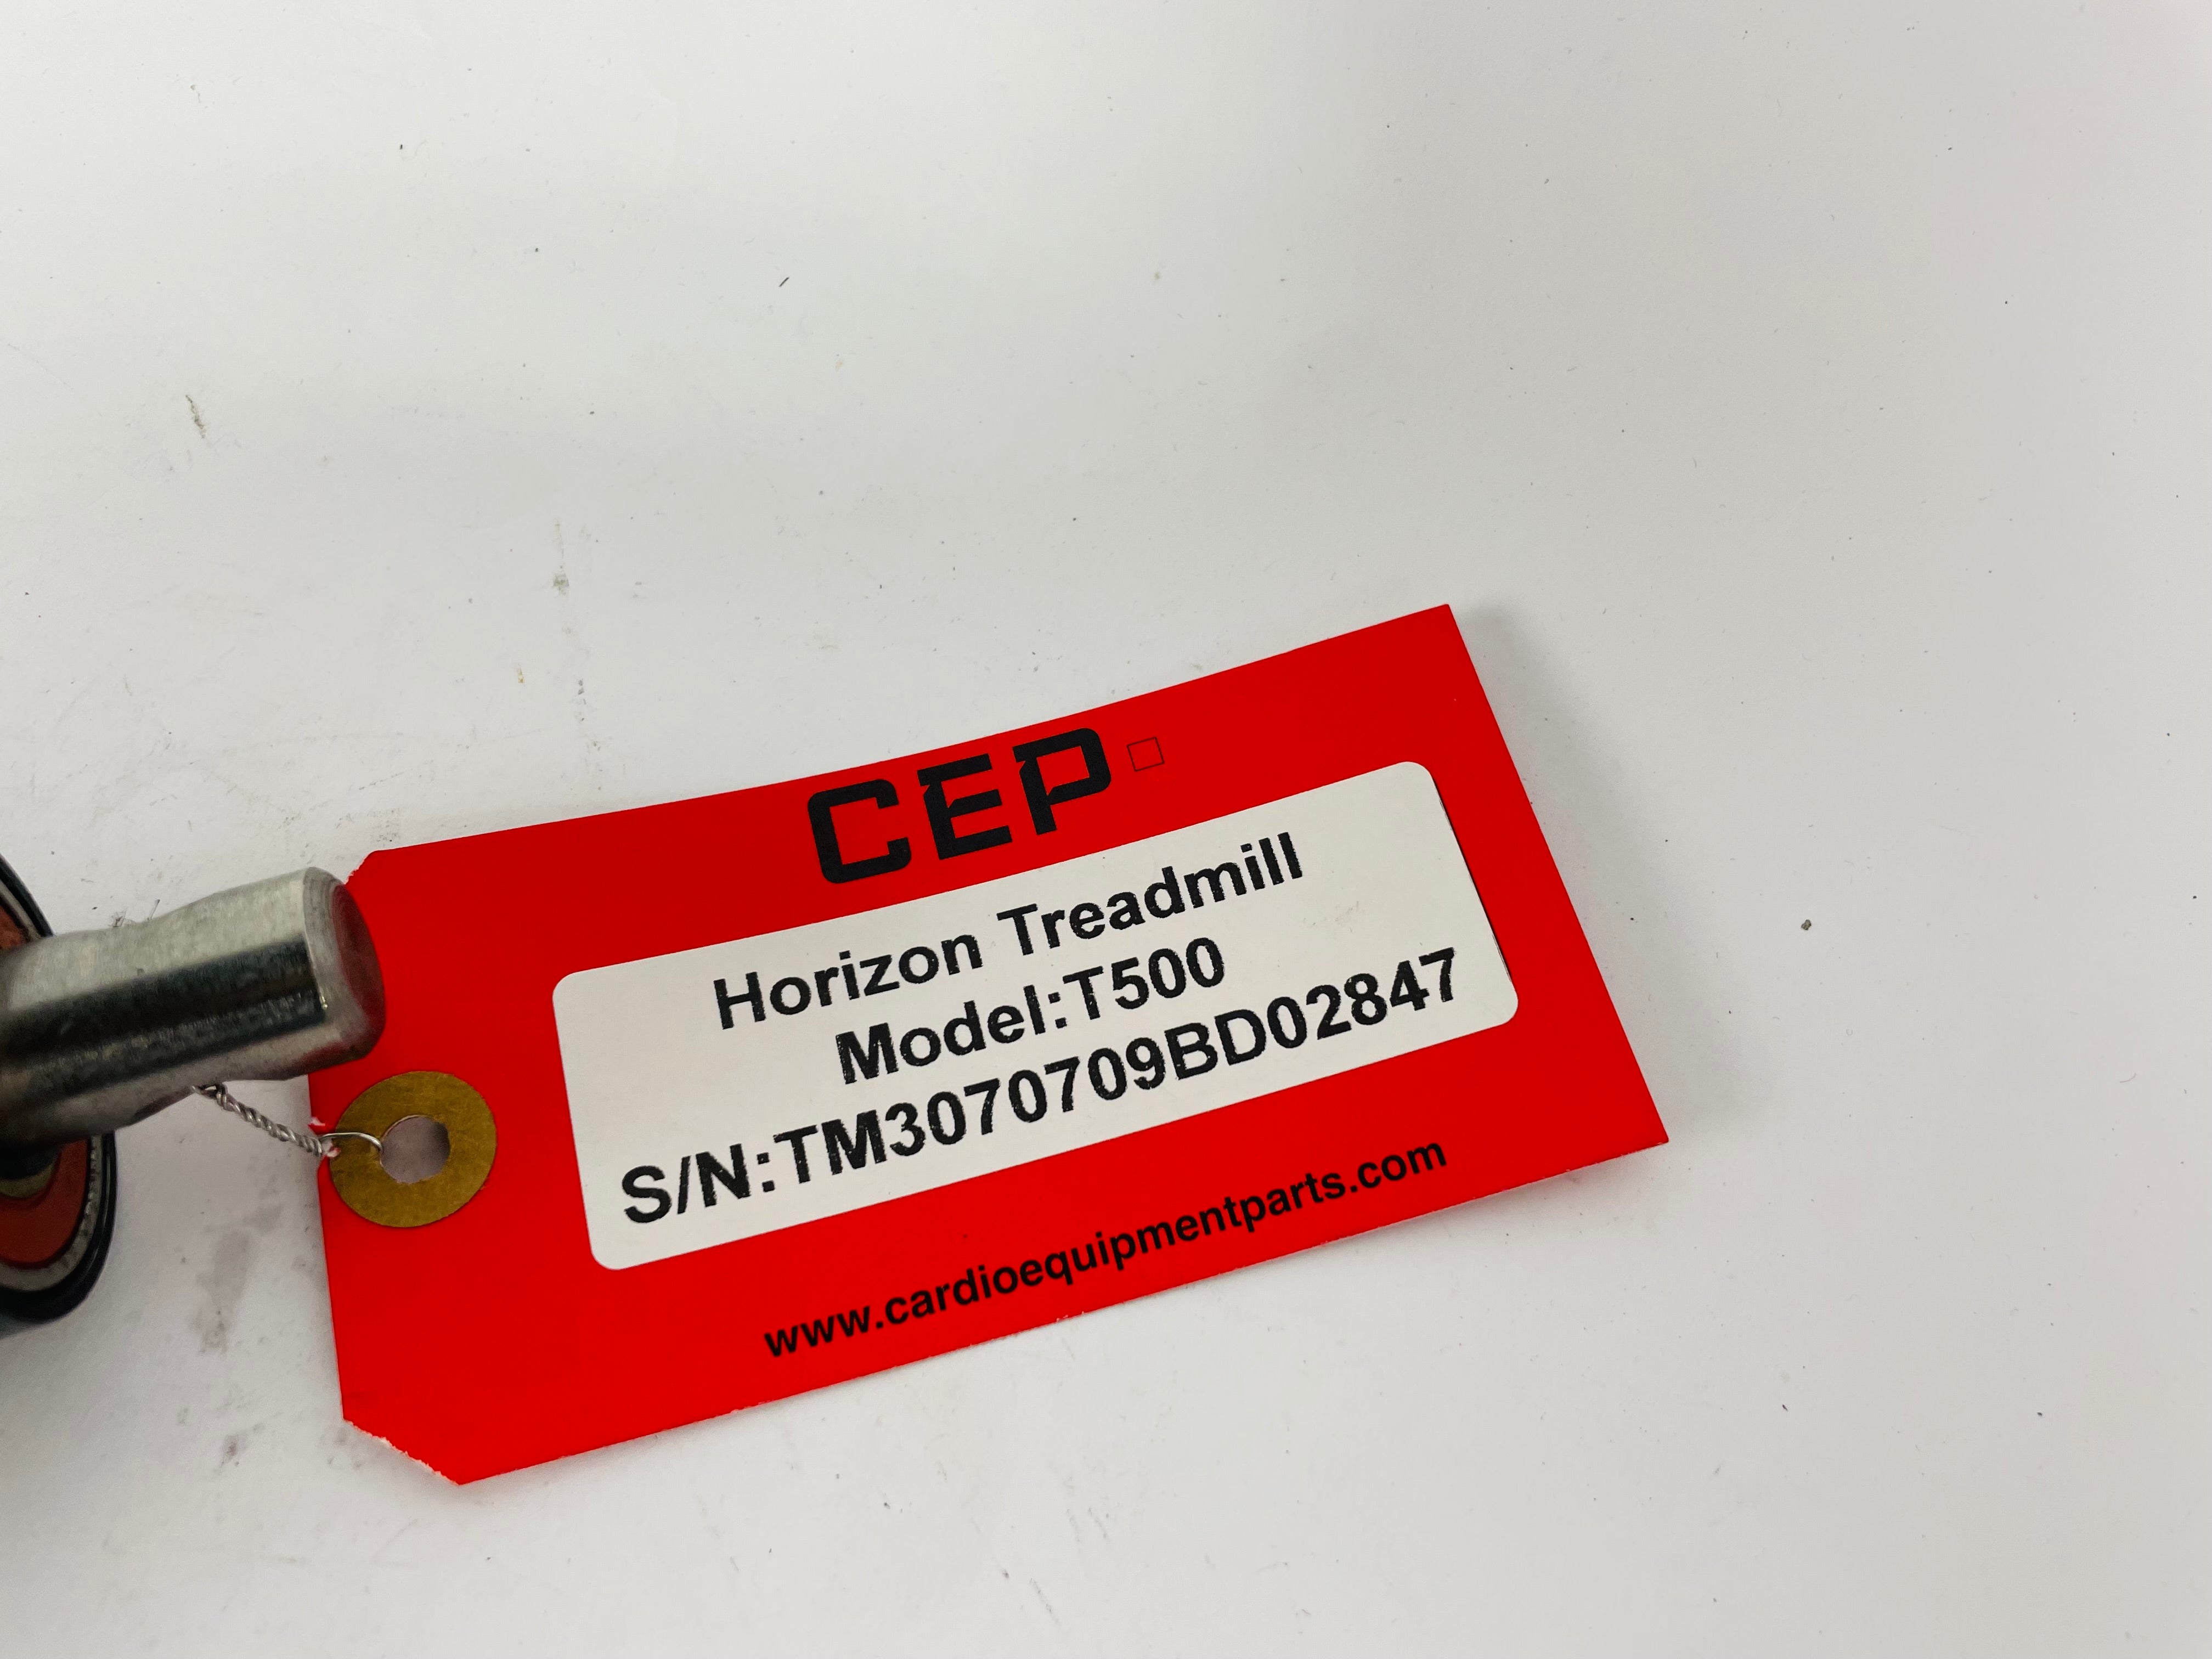 CEP
Horizon Treadmill
Model:T500
S/N:TM3070709BD02847
www.cardioequipmentparts.com